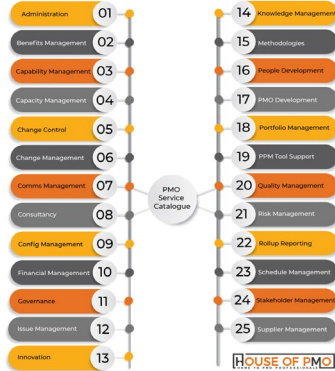 Administration 01
Benefits Management 02
Capability Management 03
Capacity Management 04
Change Control 05
Change Management 06
Comms Management 07
Consultancy 08
Config Management 09
Financial Management 10
Governance 11
Issue Management 12
Innovation 13
PMO
Service
Catalogue
14 Knowledge Management
15 Methodologies
16 People Development
17 PMO Development
18 Portfolio Management
19 PPM Tool Support
20 Quality Management
21 Risk Management
22 Rollup Reporting
23 Schedule Management
24 Stakeholder Management
25 Supplier Management
HOUSE OF PMO
HOME TO PMO PROFESSIONALS